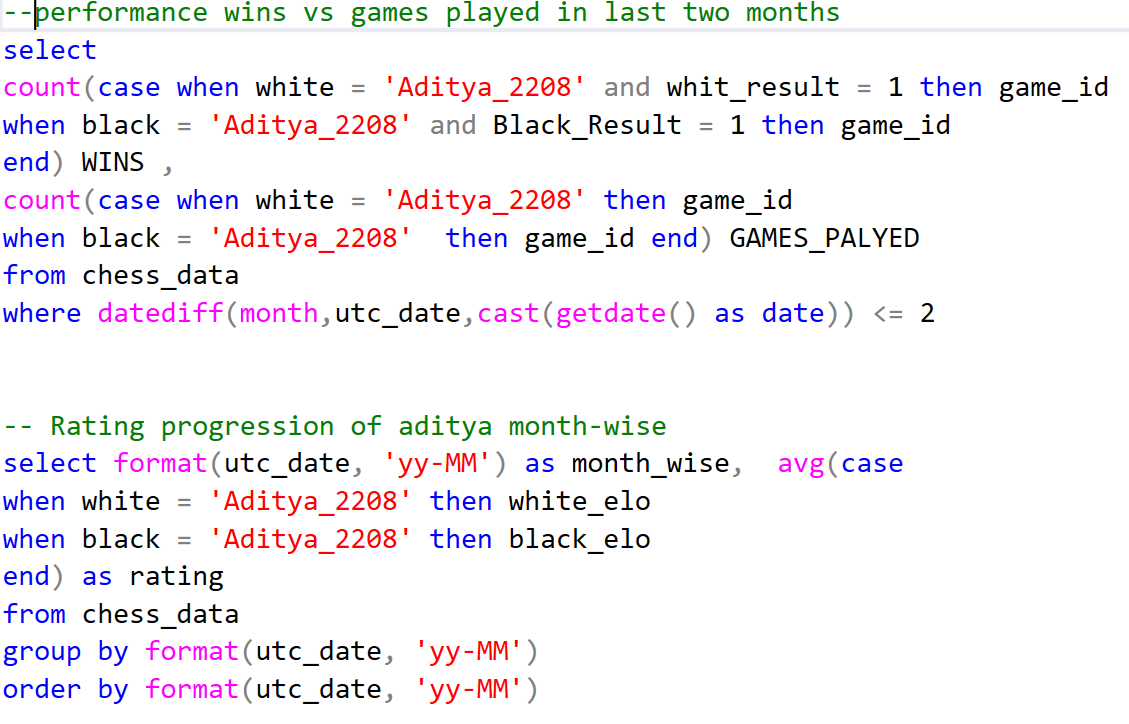 --performance wins vs games played in last two months
select
count(case when white = 'Aditya_2208' and whit_result = 1 then game_id
when black = 'Aditya_2208' and Black_Result = 1 then game_id
end) WINS ,
count(case when white = 'Aditya_2208' then game_id
when black = 'Aditya_2208'  then game_id end) GAMES_PALYED
from chess_data
where datediff(month,utc_date,cast(getdate() as date)) <= 2
-- Rating progression of aditya month-wise
select format(utc_date, 'yy-MM') as month_wise,  avg(case
when white = 'Aditya_2208' then white_elo
when black = 'Aditya_2208' then black_elo
end) as rating
from chess_data
group by format(utc_date, 'yy-MM')
order by format(utc_date, 'yy-MM')